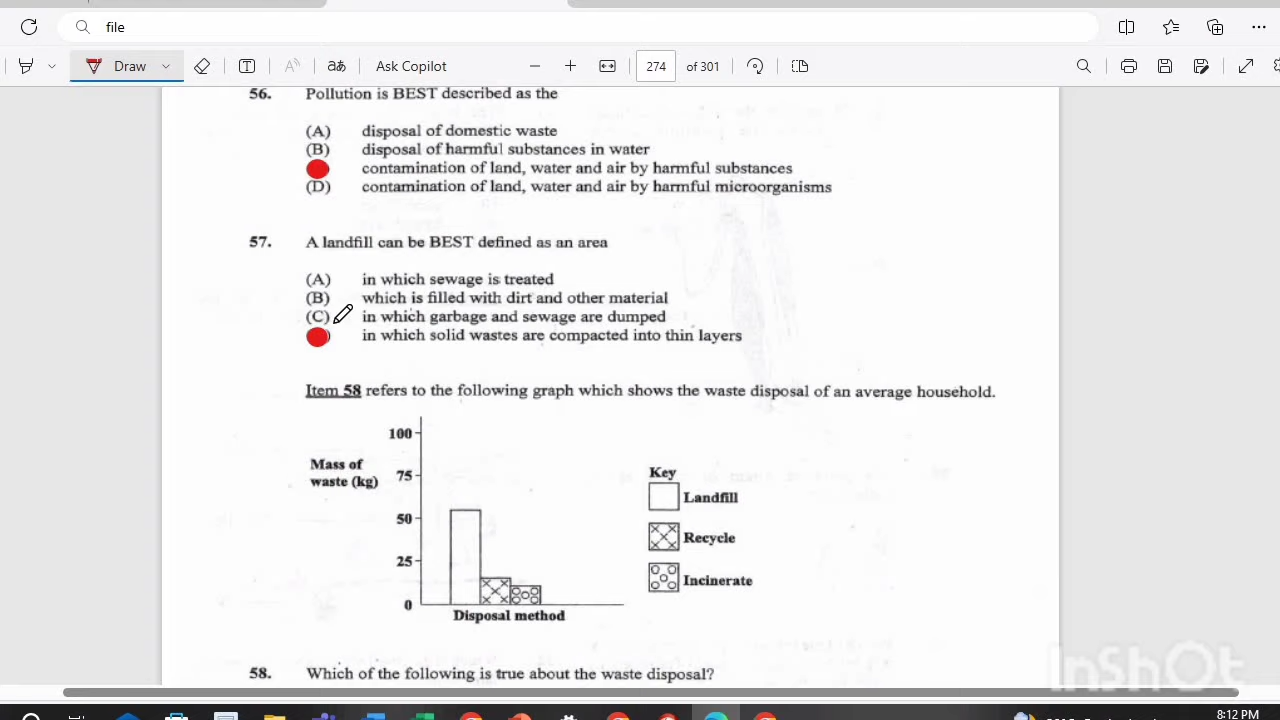 file
Draw
Ask Copilot
274 of 301
56. Pollution is BEST described as the
(A) disposal of domestic waste
(B) disposal of harmful substances in water
contamination of land, water and air by harmful substances
(D) contamination of land, water and air by harmful microorganisms
57. A landfill can be BEST defined as an area
(A) in which sewage is treated
(B) which is filled with dirt and other material
(C) in which garbage and sewage are dumped
in which solid wastes are compacted into thin layers
Item 58 refers to the following graph which shows the waste disposal of an average household.
100
Mass of
waste (kg)
75
50
25
0
Disposal method
Key
Landfill
Recycle
Incinerate
58. Which of the following is true about the waste disposal?
InShOt
8:12 PM